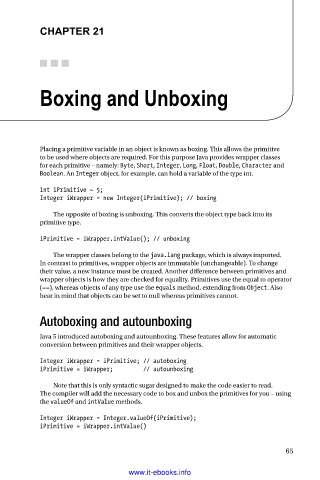 CHAPTER 21
Boxing and Unboxing
Placing a primitive variable in an object is known as boxing. This allows the primitive
to be used where objects are required. For this purpose Java provides wrapper classes
for each primitive – namely: Byte, Short, Integer, Long, Float, Double, Character and
Boolean. An Integer object, for example, can hold a variable of the type int.
int iPrimitive = 5;
Integer iWrapper = new Integer(iPrimitive); // boxing
The opposite of boxing is unboxing. This converts the object type back into its
primitive type.
iPrimitive = iWrapper.intValue(); // unboxing
The wrapper classes belong to the java.lang package, which is always imported.
In contrast to primitives, wrapper objects are immutable (unchangeable). To change
their value, a new instance must be created. Another difference between primitives and
wrapper objects is how they are checked for equality. Primitives use the equal to operator
(==), whereas objects of any type use the equals method, extending from Object. Also
bear in mind that objects can be set to null whereas primitives cannot.
Autoboxing and autounboxing
Java 5 introduced autoboxing and autounboxing. These features allow for automatic
conversion between primitives and their wrapper objects.
Integer iWrapper = iPrimitive; // autoboxing
iPrimitive = iWrapper; // autounboxing
Note that this is only syntactic sugar designed to make the code easier to read.
The compiler will add the necessary code to box and unbox the primitives for you – using
the valueOf and intValue methods.
Integer iWrapper = Integer.valueOf(iPrimitive);
iPrimitive = iWrapper.intValue()
65
www.it-ebooks.info